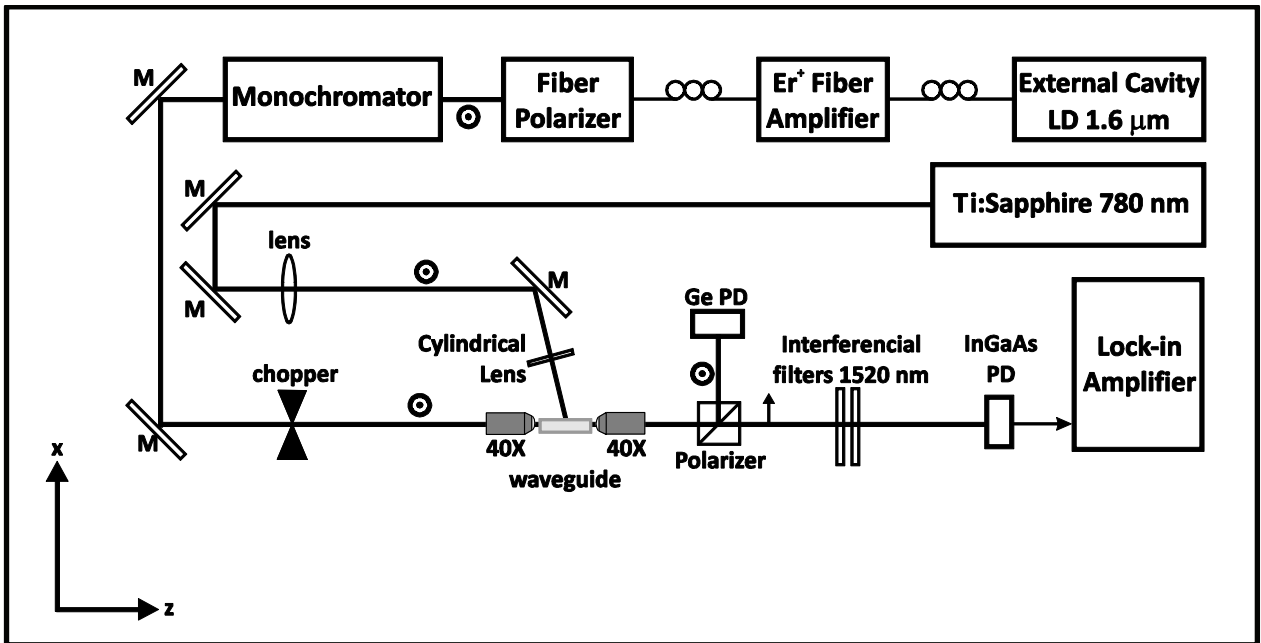 M
Monochromator
Fiber
Polarizer
Er⁺ Fiber
Amplifier
External Cavity
LD 1.6 μm
M
Ti:Sapphire 780 nm
lens
M
M
Ge PD
Cylindrical
Lens
Interferencial
filters 1520 nm
InGaAs
PD
Lock-in
Amplifier
chopper
M
40X
40X
waveguide
Polarizer
x
z